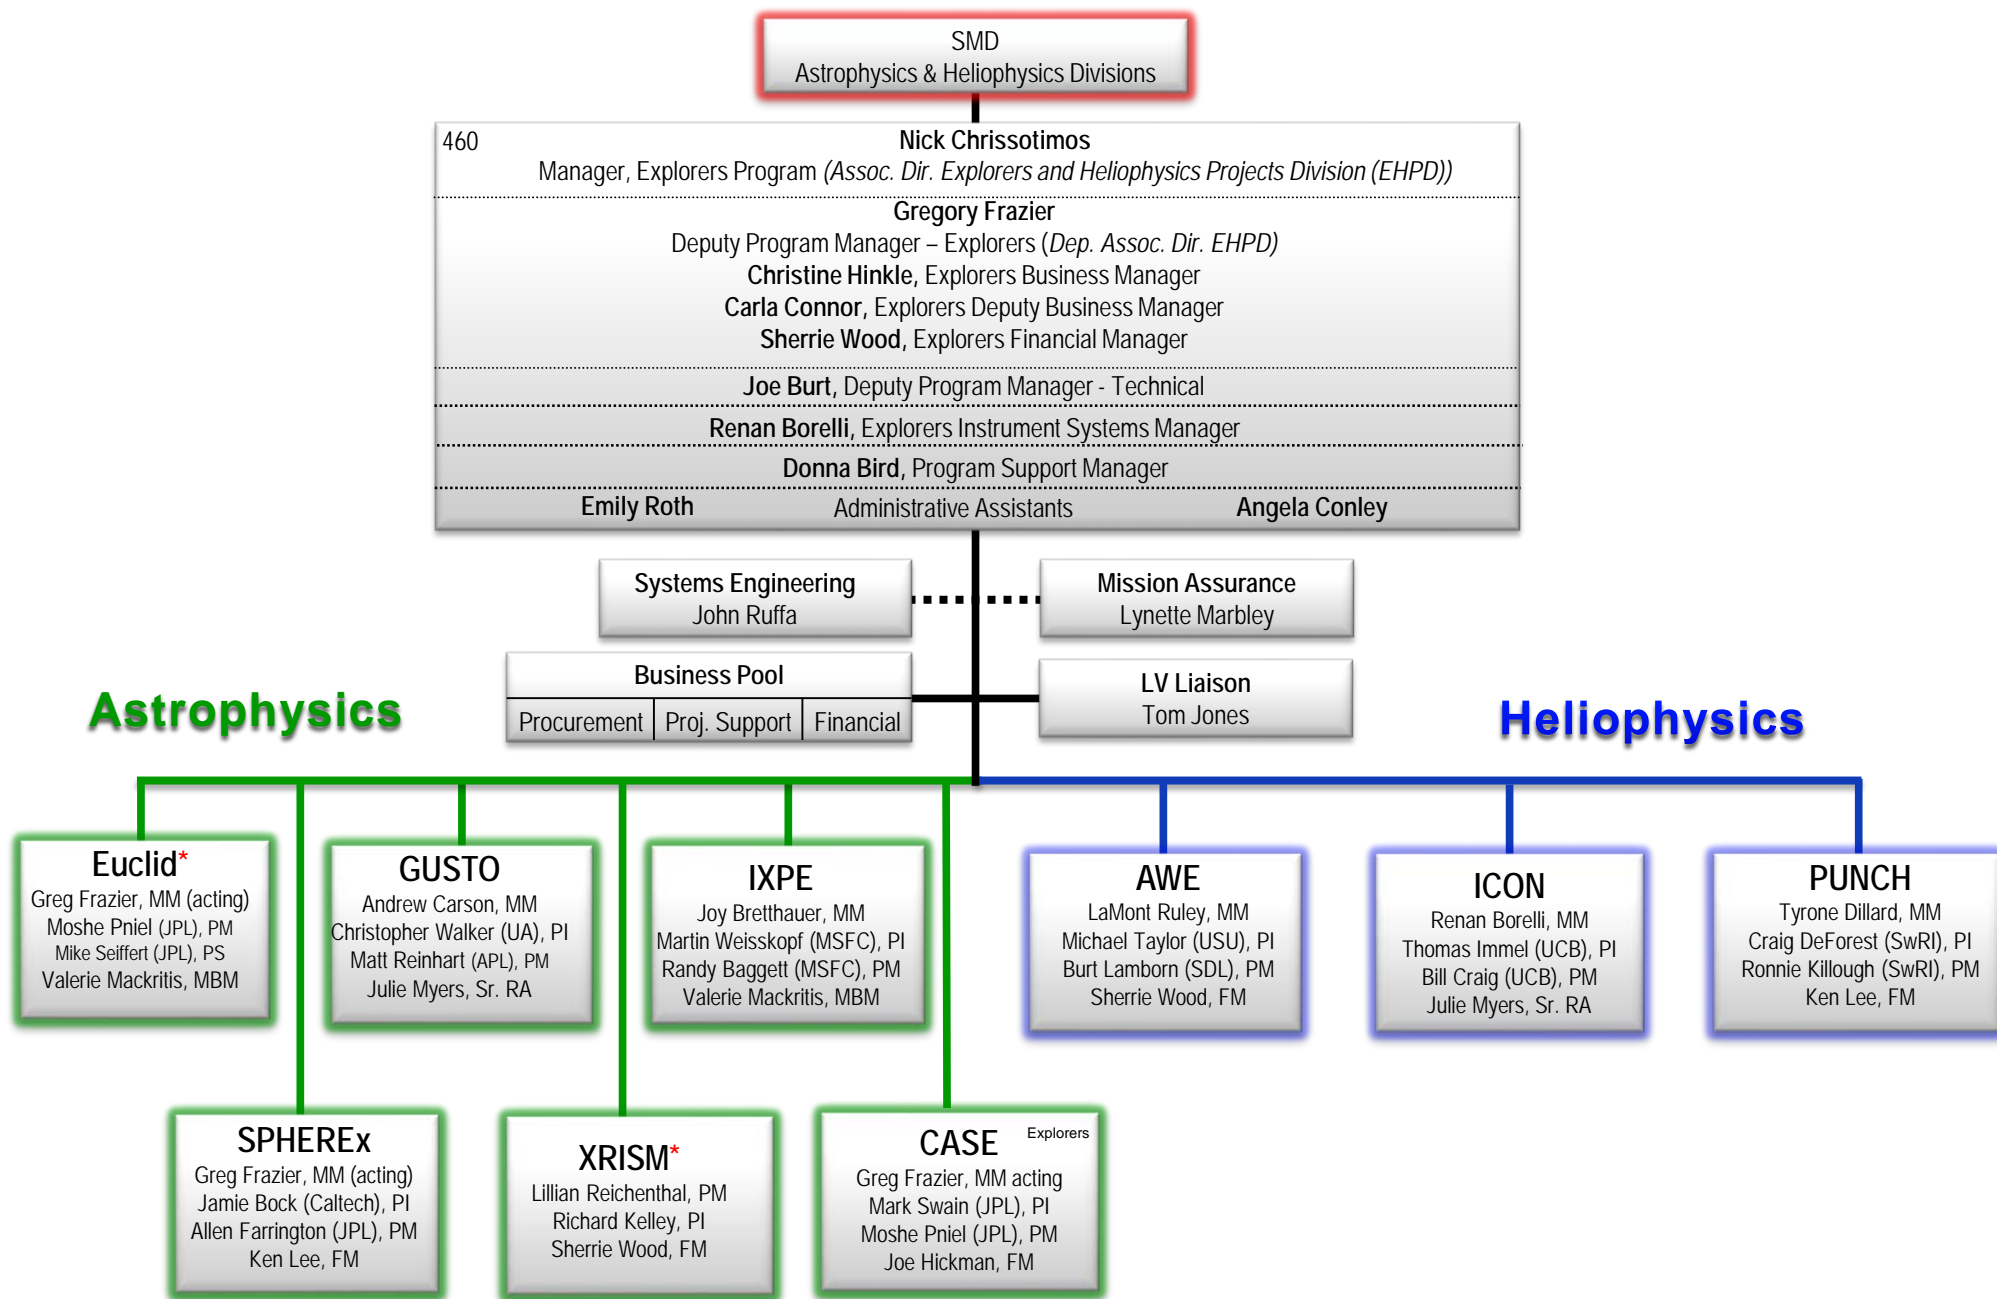 SMD
Astrophysics & Heliophysics Divisions
460
Nick Chrissotimos
Manager, Explorers Program (Assoc. Dir. Explorers and Heliophysics Projects Division (EHPD))
Gregory Frazier
Deputy Program Manager – Explorers (Dep. Assoc. Dir. EHPD)
Christine Hinkle, Explorers Business Manager
Carla Connor, Explorers Deputy Business Manager
Sherrie Wood, Explorers Financial Manager
Joe Burt, Deputy Program Manager - Technical
Renan Borelli, Explorers Instrument Systems Manager
Donna Bird, Program Support Manager
Emily Roth Administrative Assistants Angela Conley
Systems Engineering
John Ruffa
Mission Assurance
Lynette Marbley
Business Pool
Procurement Proj. Support Financial
LV Liaison
Tom Jones
Astrophysics
Heliophysics
Euclid*
Greg Frazier, MM (acting)
Moshe Pniel (JPL), PM
Mike Seiffert (JPL), PS
Valerie Mackritis, MBM
GUSTO
Andrew Carson, MM
Christopher Walker (UA), PI
Matt Reinhart (APL), PM
Julie Myers, Sr. RA
IXPE
Joy Bretthauer, MM
Martin Weisskopf (MSFC), PI
Randy Baggett (MSFC), PM
Valerie Mackritis, MBM
AWE
LaMont Ruley, MM
Michael Taylor (USU), PI
Burt Lamborn (SDL), PM
Sherrie Wood, FM
ICON
Renan Borelli, MM
Thomas Immel (UCB), PI
Bill Craig (UCB), PM
Julie Myers, Sr. RA
PUNCH
Tyrone Dillard, MM
Craig DeForest (SwRI), PI
Ronnie Killough (SwRI), PM
Ken Lee, FM
SPHEREx
Greg Frazier, MM (acting)
Jamie Bock (Caltech), PI
Allen Farrington (JPL), PM
Ken Lee, FM
XRISM*
Lillian Reichenthal, PM
Richard Kelley, PI
Sherrie Wood, FM
CASE Explorers
Greg Frazier, MM acting
Mark Swain (JPL), PI
Moshe Pniel (JPL), PM
Joe Hickman, FM